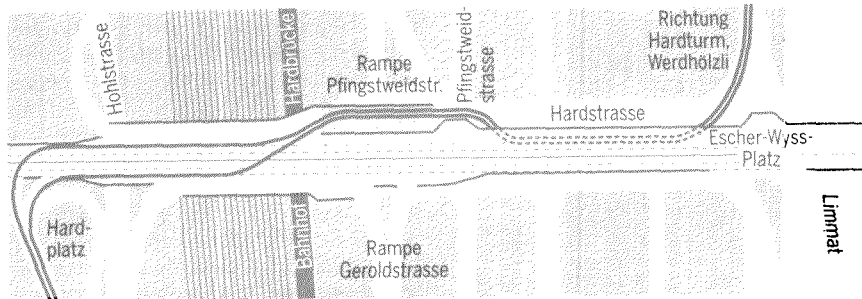 Hohlstrasse
Hardbrücke
Rampe
Pfingstweidstr.
Pfingstweid-
strasse
Richtung
Hardturm,
Werdhölzli
Hardstrasse
Escher-Wyss-
Platz
Hard-
platz
Bahnhof
Rampe
Geroldstrasse
Limmat